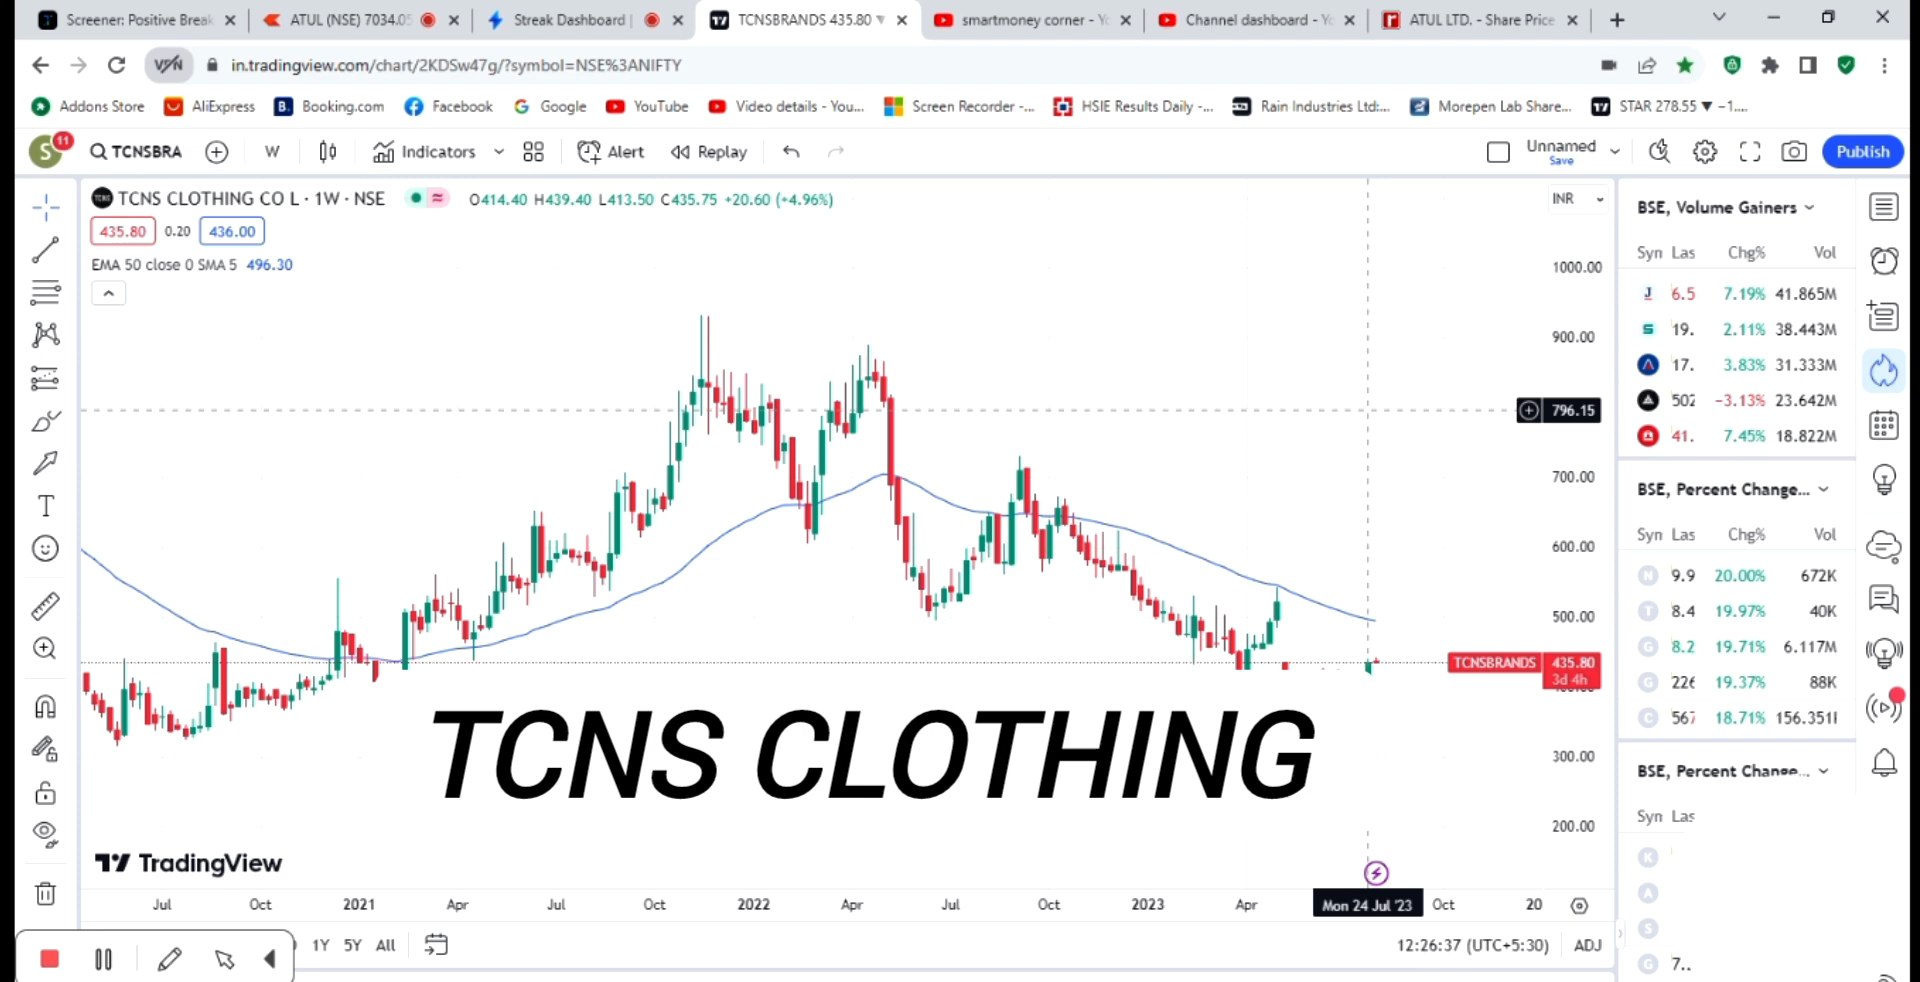 Screener: Positive Break
ATUL (NSE) 7034.05
Streak Dashboard |
TCNSBRANDS 435.80 ▼
smartmoney corner - Yo
Channel dashboard - Yo
ATUL LTD. - Share Price
VPN
in.tradingview.com/chart/2KDSw47g/?symbol=NSE%3ANIFTY
Addons Store
AliExpress
Booking.com
Facebook
Google
YouTube
Video details - You...
Screen Recorder -...
HSIE Results Daily -...
Rain Industries Ltd:...
Morepen Lab Share...
STAR 278.55 ▼ −1....
S 11
TCNSBRA
W
Indicators
Alert
Replay
Unnamed
Save
Publish
TCNS CLOTHING CO L · 1W · NSE
O414.40 H439.40 L413.50 C435.75 +20.60 (+4.96%)
INR
435.80 0.20 436.00
EMA 50 close 0 SMA 5 496.30
1000.00
900.00
796.15
700.00
600.00
500.00
TCNSBRANDS 435.80
3d 4h
300.00
200.00
TCNS CLOTHING
TradingView
Jul Oct 2021 Apr Jul Oct 2022 Apr Jul Oct 2023 Apr Mon 24 Jul '23 Oct 20
1Y 5Y All
12:26:37 (UTC+5:30) ADJ
BSE, Volume Gainers
Syn Las Chg% Vol
6.5 7.19% 41.865M
19. 2.11% 38.443M
17. 3.83% 31.333M
502 −3.13% 23.642M
41. 7.45% 18.822M
BSE, Percent Change...
Syn Las Chg% Vol
N 9.9 20.00% 672K
T 8.4 19.97% 40K
G 8.2 19.71% 6.117M
G 226 19.37% 88K
C 567 18.71% 156.351
BSE, Percent Change...
Syn Las
K
A
S
G 7..